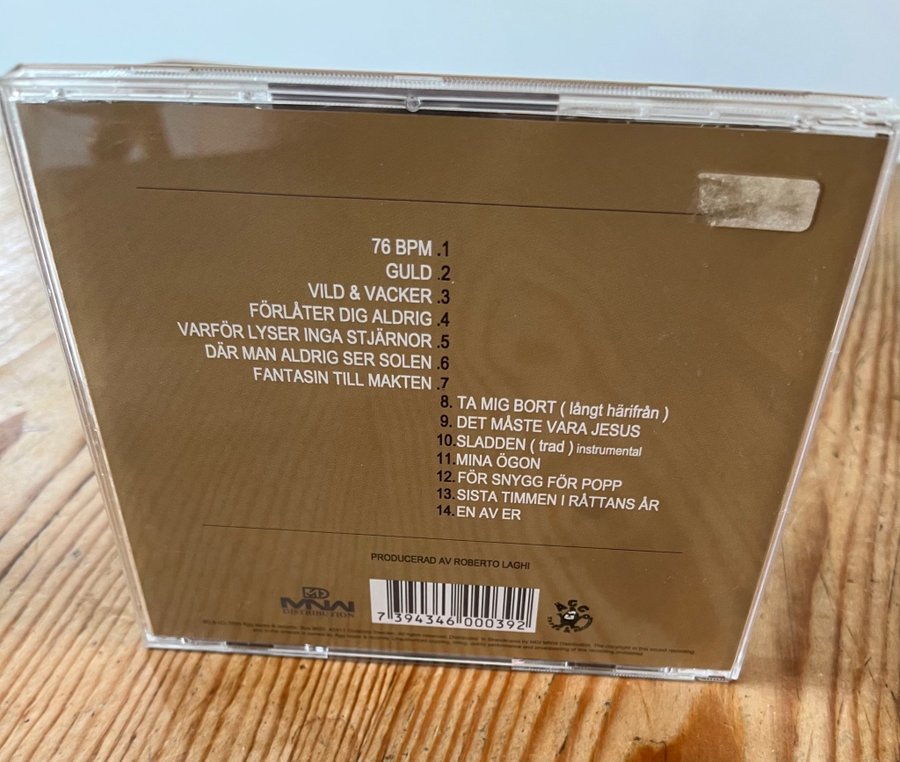 76 BPM .1
GULD .2
VILD & VACKER .3
FÖRLÅTER DIG ALDRIG .4
VARFÖR LYSER INGA STJÄRNOR .5
DÄR MAN ALDRIG SER SOLEN .6
FANTASIN TILL MAKTEN .7
8. TA MIG BORT ( långt härifrån )
9. DET MÅSTE VARA JESUS
10. SLADDEN ( trad ) instrumental
11. MINA ÖGON
12. FÖR SNYGG FÖR POPP
13. SISTA TIMMEN I RÅTTANS ÅR
14. EN AV ER
PRODUCERAD AV ROBERTO LAGHI
MD
MNW
DISTRIBUTION
7 394346 000392
AGG